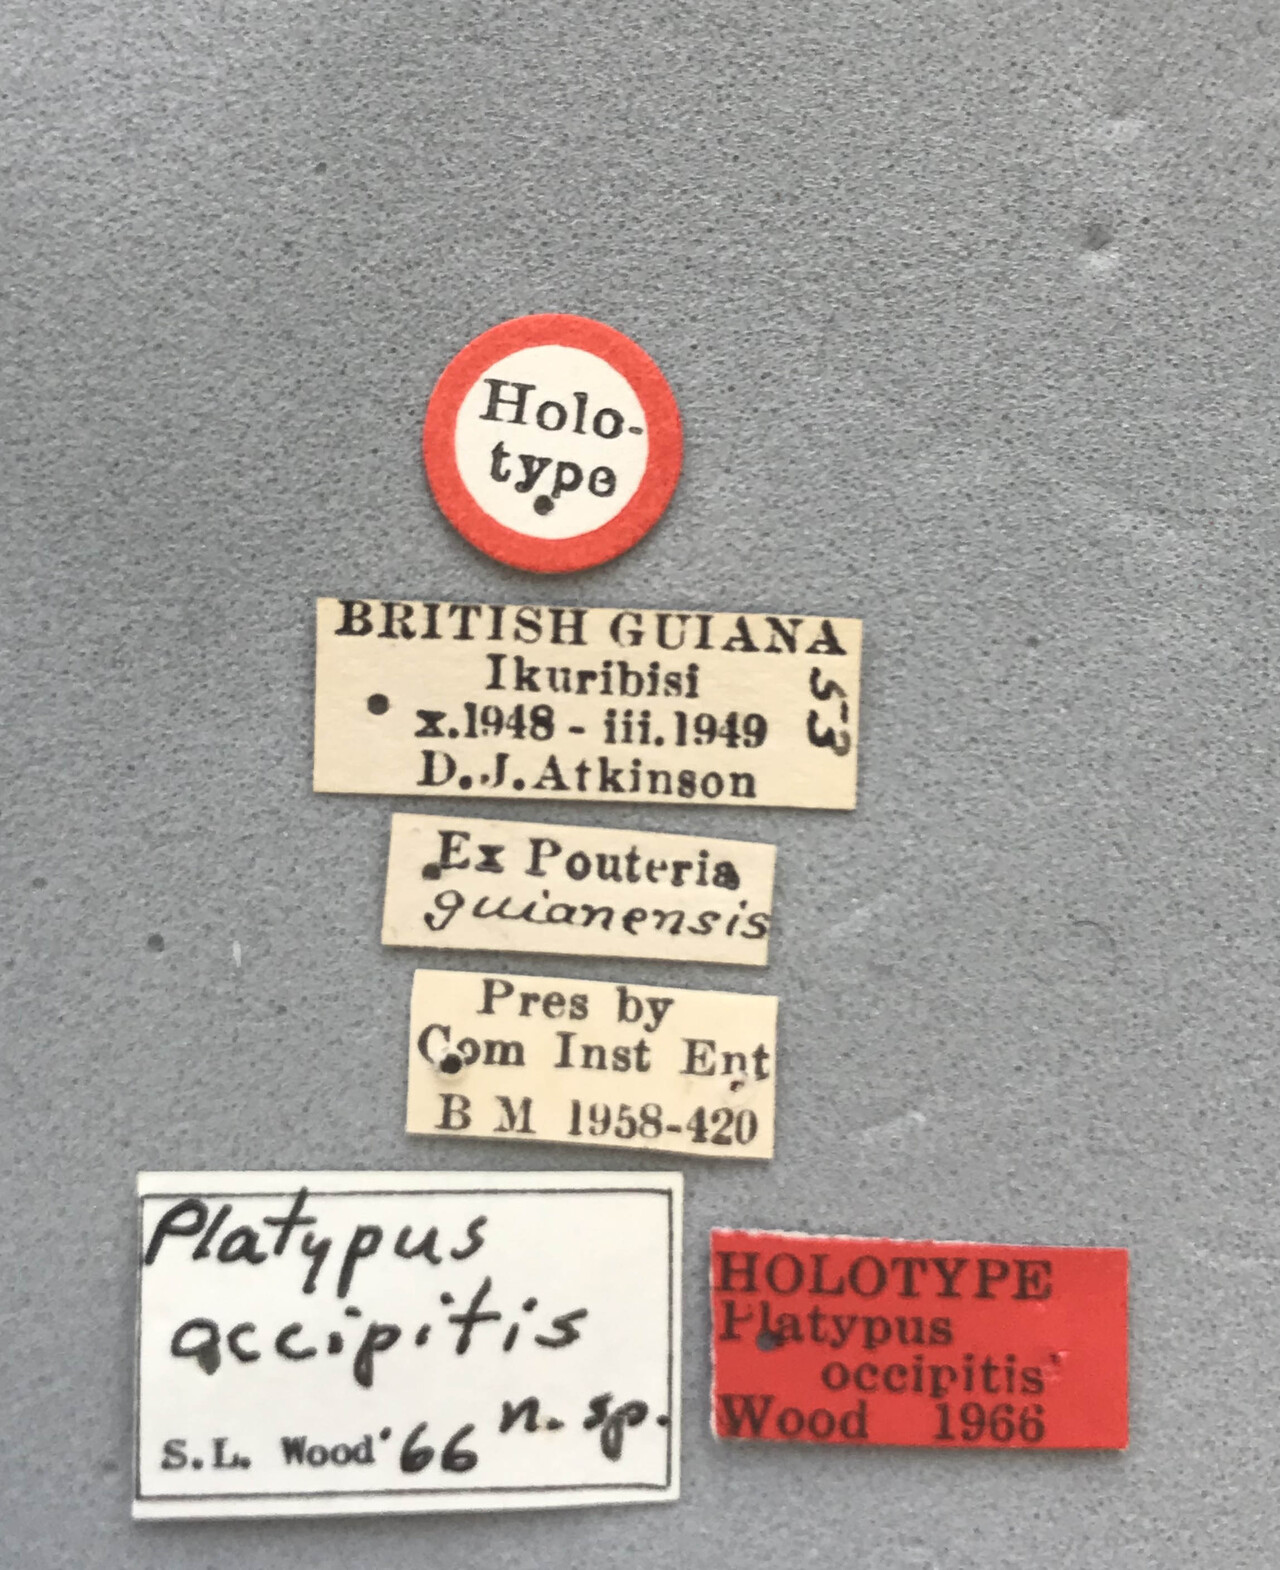 Holo-
type
BRITISH GUIANA
Ikuribisi
x.1948 - iii.1949
D.J.Atkinson
53
Ex Pouteria
guianensis
Pres by
Com Inst Ent
B M 1958-420
Platypus
occipitis
n. sp.
S.L. Wood '66
HOLOTYPE
Platypus
occipitis
Wood 1966